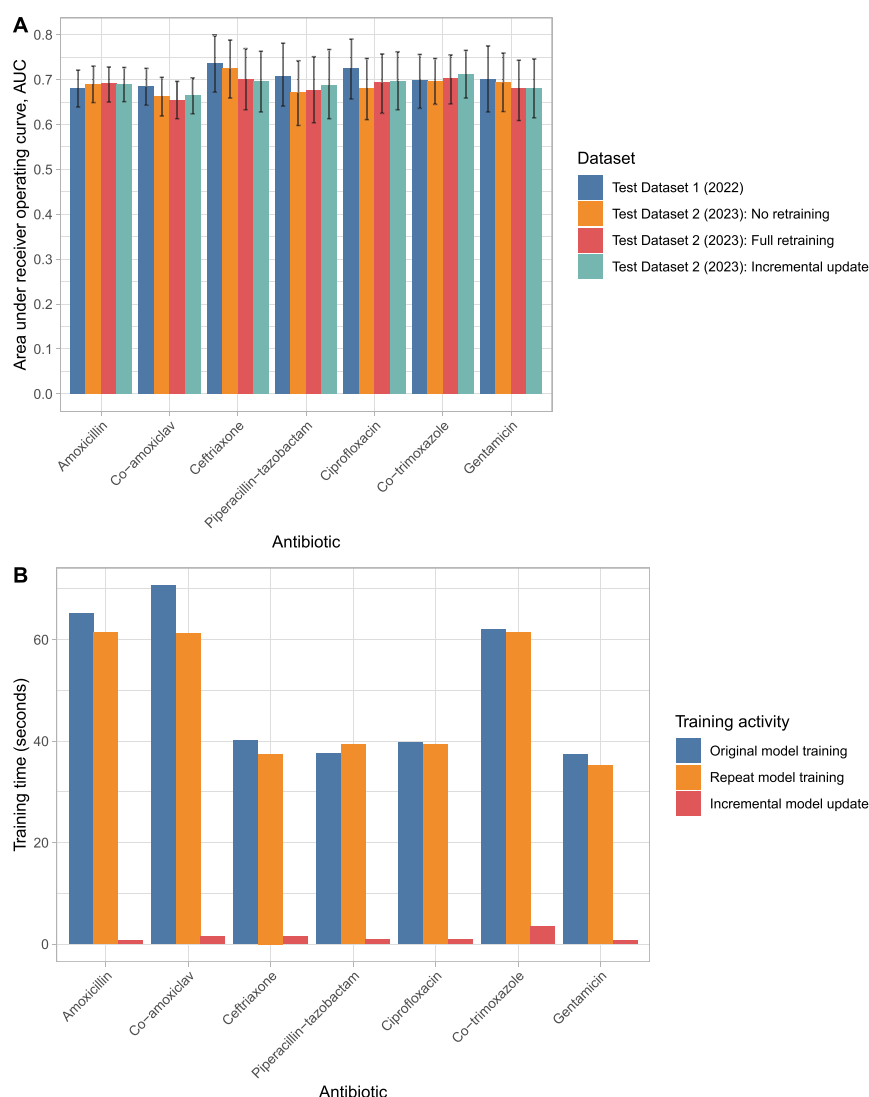 A
Area under receiver operating curve, AUC
0.8
0.7
0.6
0.5
0.4
0.3
0.2
0.1
0.0
Amoxicillin
Co−amoxiclav
Ceftriaxone
Piperacillin−tazobactam
Ciprofloxacin
Co−trimoxazole
Gentamicin
Antibiotic
Dataset
Test Dataset 1 (2022)
Test Dataset 2 (2023): No retraining
Test Dataset 2 (2023): Full retraining
Test Dataset 2 (2023): Incremental update
B
Training time (seconds)
60
40
20
0
Amoxicillin
Co−amoxiclav
Ceftriaxone
Piperacillin−tazobactam
Ciprofloxacin
Co−trimoxazole
Gentamicin
Antibiotic
Training activity
Original model training
Repeat model training
Incremental model update